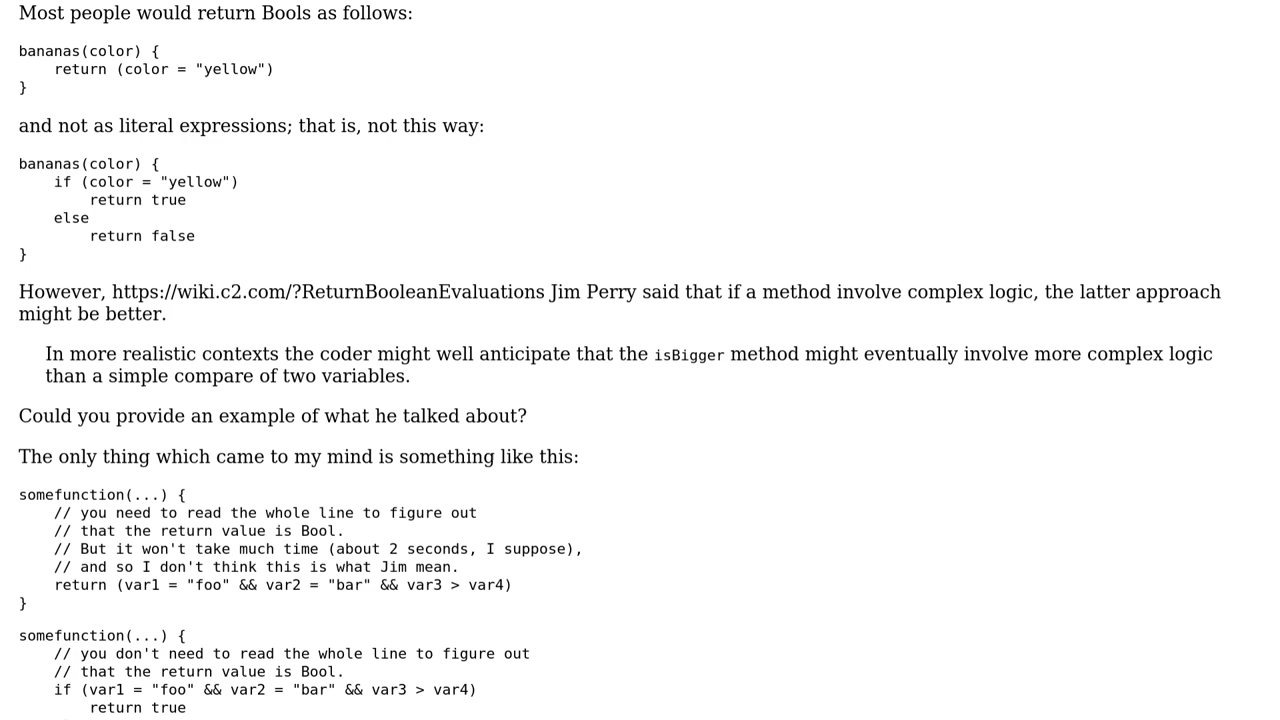 Most people would return Bools as follows:
bananas(color) {
    return (color = "yellow")
}
and not as literal expressions; that is, not this way:
bananas(color) {
    if (color = "yellow")
        return true
    else
        return false
}
However, https://wiki.c2.com/?ReturnBooleanEvaluations Jim Perry said that if a method involve complex logic, the latter approach
might be better.
In more realistic contexts the coder might well anticipate that the isBigger method might eventually involve more complex logic
than a simple compare of two variables.
Could you provide an example of what he talked about?
The only thing which came to my mind is something like this:
somefunction(...) {
    // you need to read the whole line to figure out
    // that the return value is Bool.
    // But it won't take much time (about 2 seconds, I suppose),
    // and so I don't think this is what Jim mean.
    return (var1 = "foo" && var2 = "bar" && var3 > var4)
}
somefunction(...) {
    // you don't need to read the whole line to figure out
    // that the return value is Bool.
    if (var1 = "foo" && var2 = "bar" && var3 > var4)
        return true